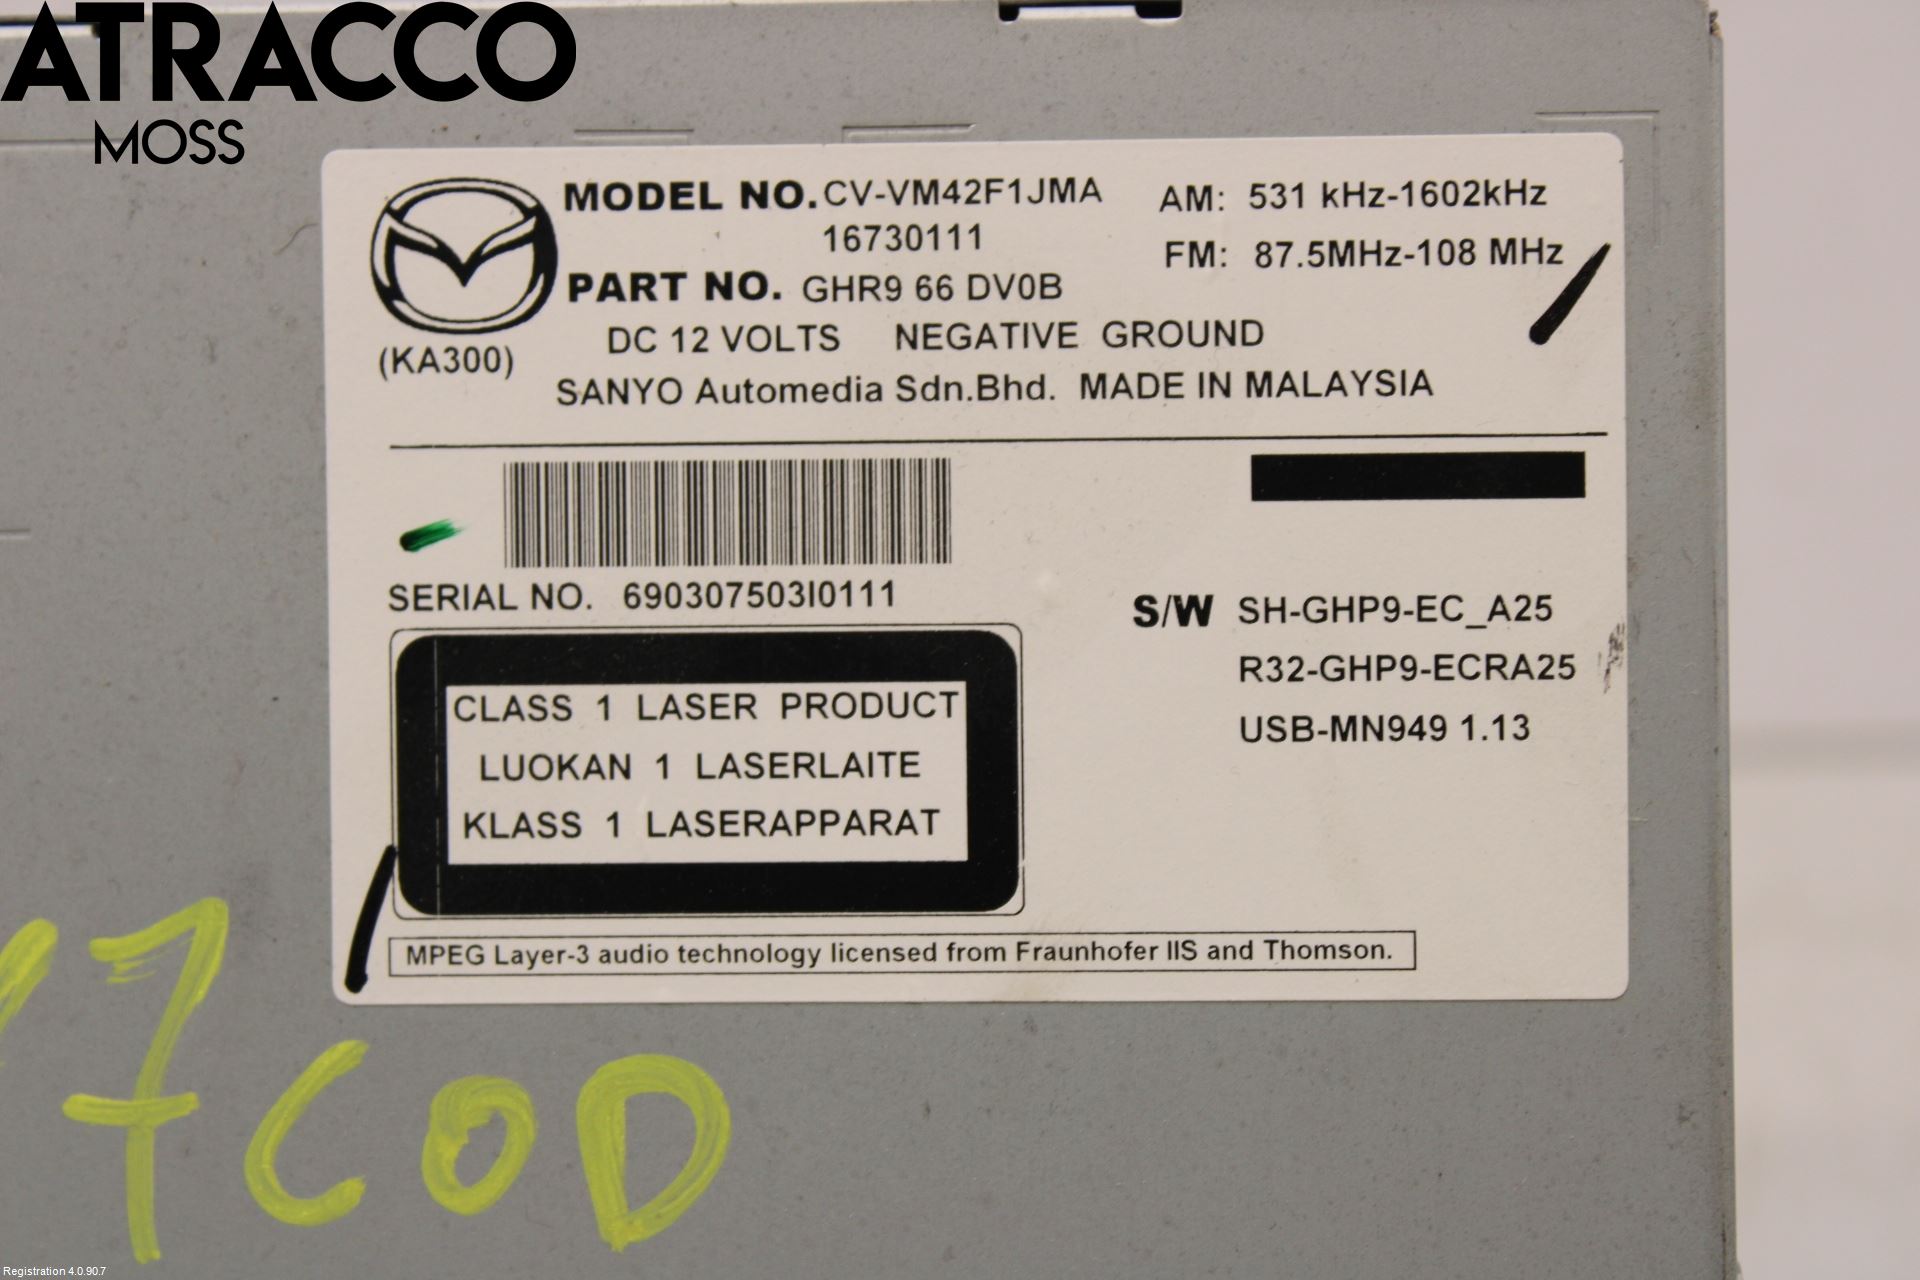 ATRACCO
MOSS
MODEL NO. CV-VM42F1JMA
16730111
AM: 531 kHz-1602kHz
FM: 87.5MHz-108 MHz
PART NO. GHR9 66 DV0B
DC 12 VOLTS NEGATIVE GROUND
(KA300)
SANYO Automedia Sdn.Bhd. MADE IN MALAYSIA
SERIAL NO. 690307503I0111
S/W SH-GHP9-EC_A25
R32-GHP9-ECRA25
USB-MN949 1.13
CLASS 1 LASER PRODUCT
LUOKAN 1 LASERLAITE
KLASS 1 LASERAPPARAT
MPEG Layer-3 audio technology licensed from Fraunhofer IIS and Thomson.
7 COD
Registration 4.0.90.7